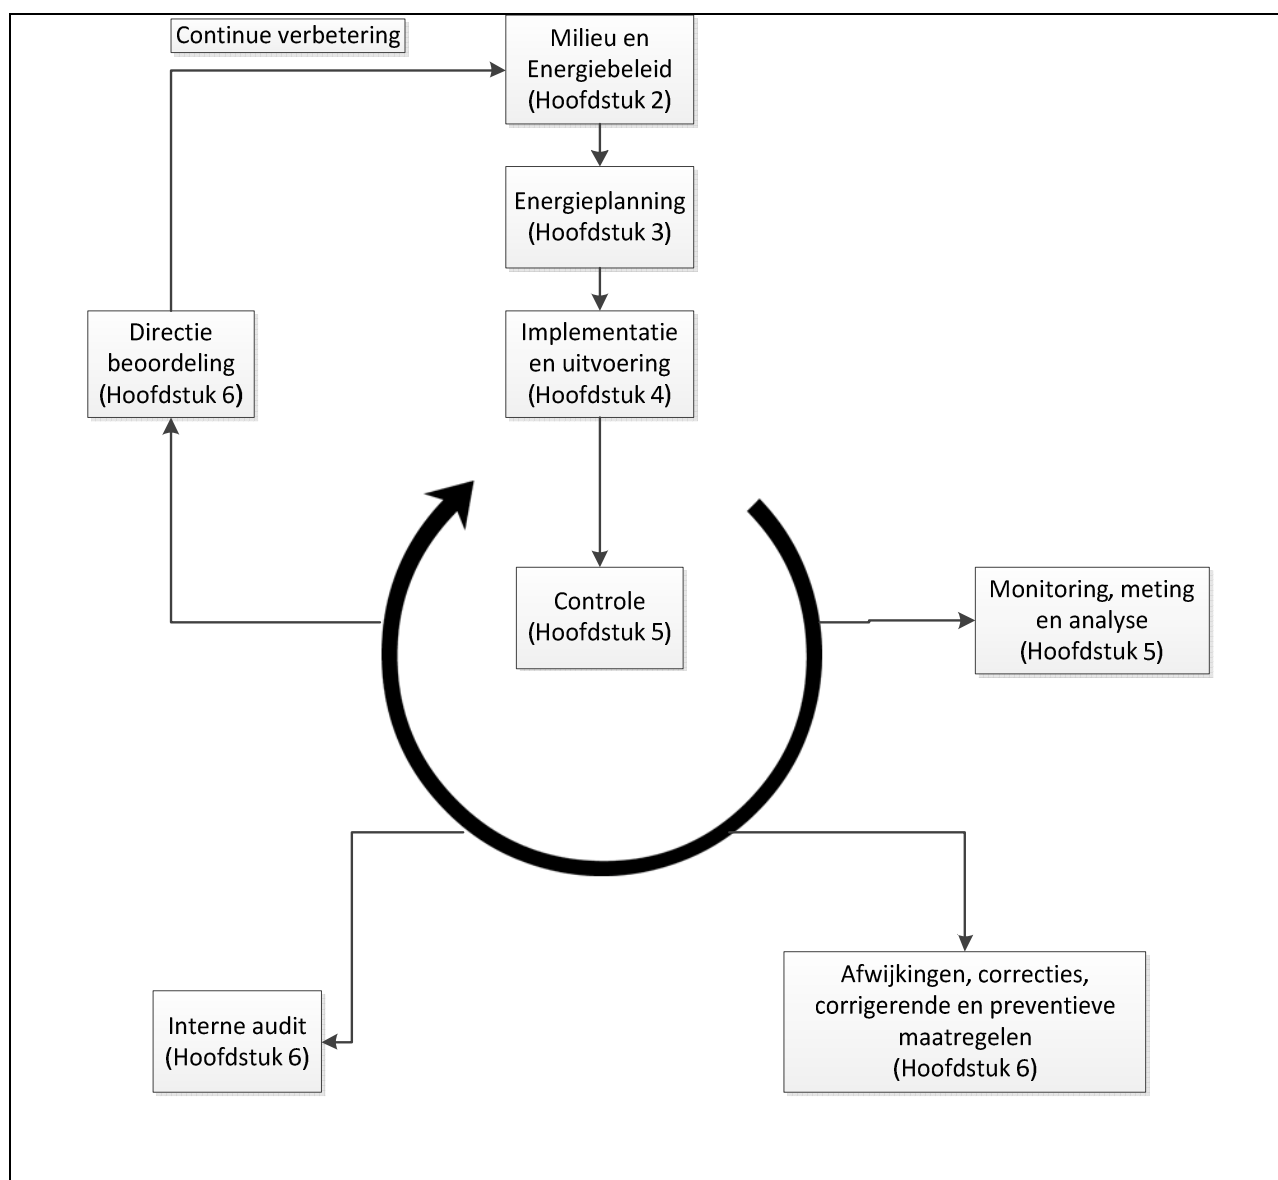 Continue verbetering
Milieu en
Energiebeleid
(Hoofdstuk 2)
Energieplanning
(Hoofdstuk 3)
Directie
beoordeling
(Hoofdstuk 6)
Implementatie
en uitvoering
(Hoofdstuk 4)
Controle
(Hoofdstuk 5)
Monitoring, meting
en analyse
(Hoofdstuk 5)
Interne audit
(Hoofdstuk 6)
Afwijkingen, correcties,
corrigerende en preventieve
maatregelen
(Hoofdstuk 6)